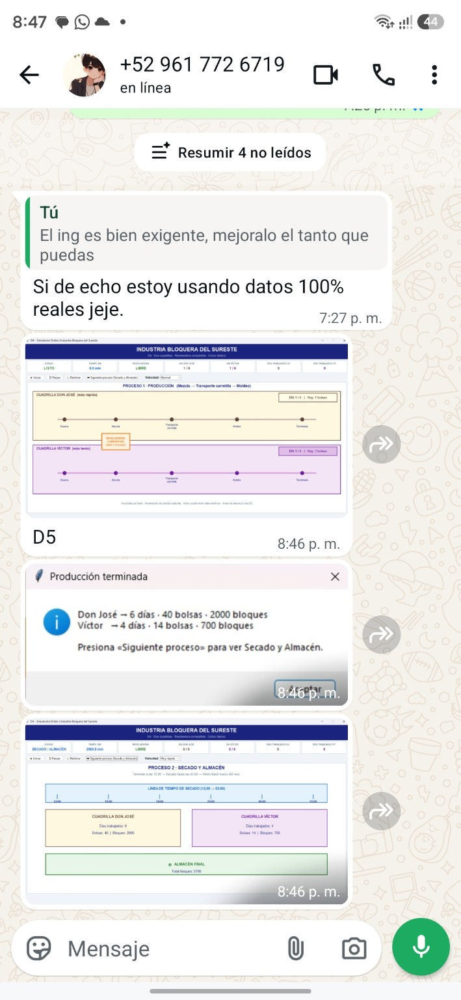 8:47
44
+52 961 772 6719
en línea
Resumir 4 no leídos
Tú
El ing es bien exigente, mejoralo el tanto que
puedas
Si de echo estoy usando datos 100%
reales jeje.
7:27 p. m.
INDUSTRIA BLOQUERA DEL SURESTE
LISTO
0.0 min
LIBRE
1 / 6
1 / 6
0
0
PROCESO 1 · PRODUCCIÓN (Mezcla → Transporte carretilla → Moldeo)
CUADRILLA DON JOSÉ (más rápido)
DÍA 1 / 6 | Hoy: 7 bolsas
Espera
Mezcla
Transporte
carretilla
Moldeo
Terminada
CUADRILLA VÍCTOR (más lento)
Espera
Mezcla
Transporte
carretilla
Moldeo
Terminada
D5
8:46 p. m.
Producción terminada
Don José → 6 días · 40 bolsas · 2000 bloques
Víctor → 4 días · 14 bolsas · 700 bloques
Presiona «Siguiente proceso» para ver Secado y Almacén.
Aceptar
8:46 p. m.
INDUSTRIA BLOQUERA DEL SURESTE
SECADO / ALMACÉN
LIBRE
6 / 6
6 / 6
6
4
PROCESO 2 · SECADO Y ALMACÉN
LÍNEA DE TIEMPO DE SECADO (12:00 → 03:00)
CUADRILLA DON JOSÉ
Días trabajados: 6
Bolsas: 40 | Bloques: 2000
CUADRILLA VÍCTOR
Días trabajados: 4
Bolsas: 14 | Bloques: 700
ALMACÉN FINAL
Total bloques: 2700
8:46 p. m.
Mensaje